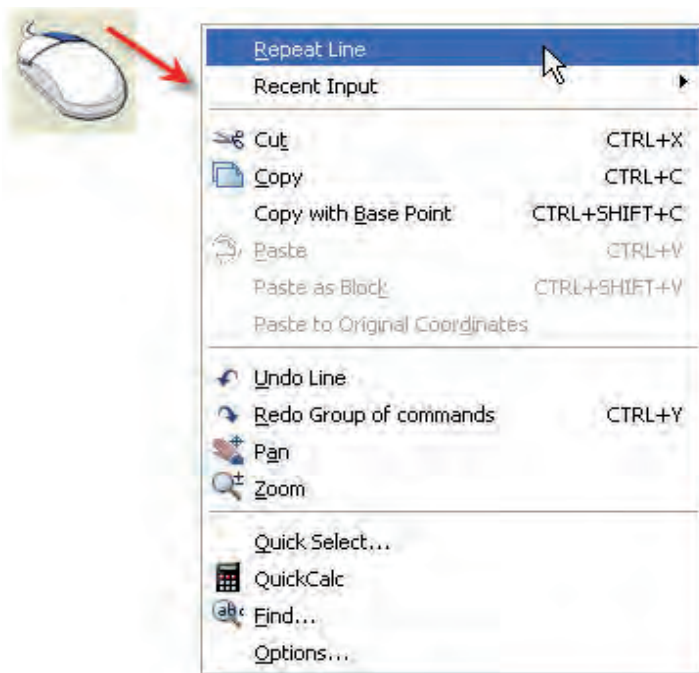 Repeat Line
Recent Input
Cut CTRL+X
Copy CTRL+C
Copy with Base Point CTRL+SHIFT+C
Paste CTRL+V
Paste as Block CTRL+SHIFT+V
Paste to Original Coordinates
Undo Line
Redo Group of commands CTRL+Y
Pan
Zoom
Quick Select...
QuickCalc
abc Find...
Options...